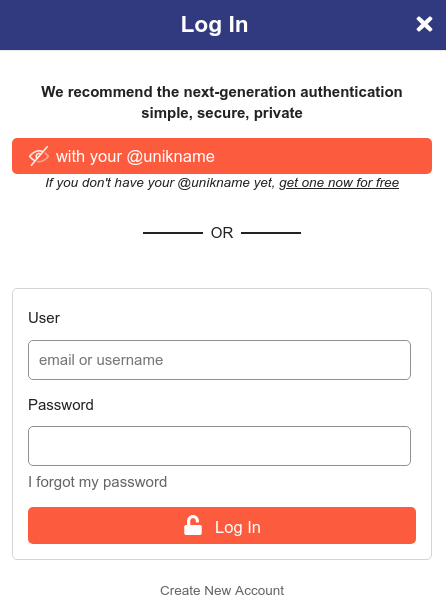 Log In
We recommend the next-generation authentication
simple, secure, private
with your @unikname
If you don't have your @unikname yet, get one now for free
OR
User
email or username
Password
I forgot my password
Log In
Create New Account